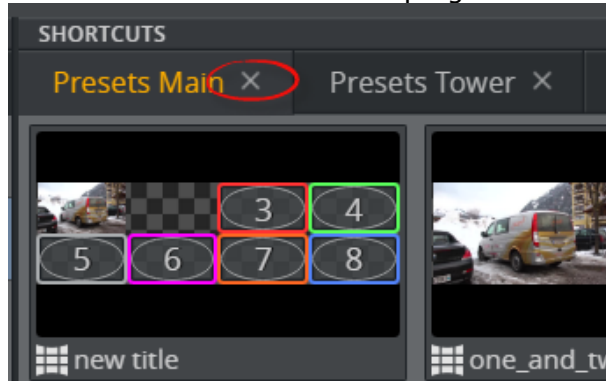 SHORTCUTS
Presets Main × Presets Tower ×
3 4
5 6 7 8
new title one_and_tw